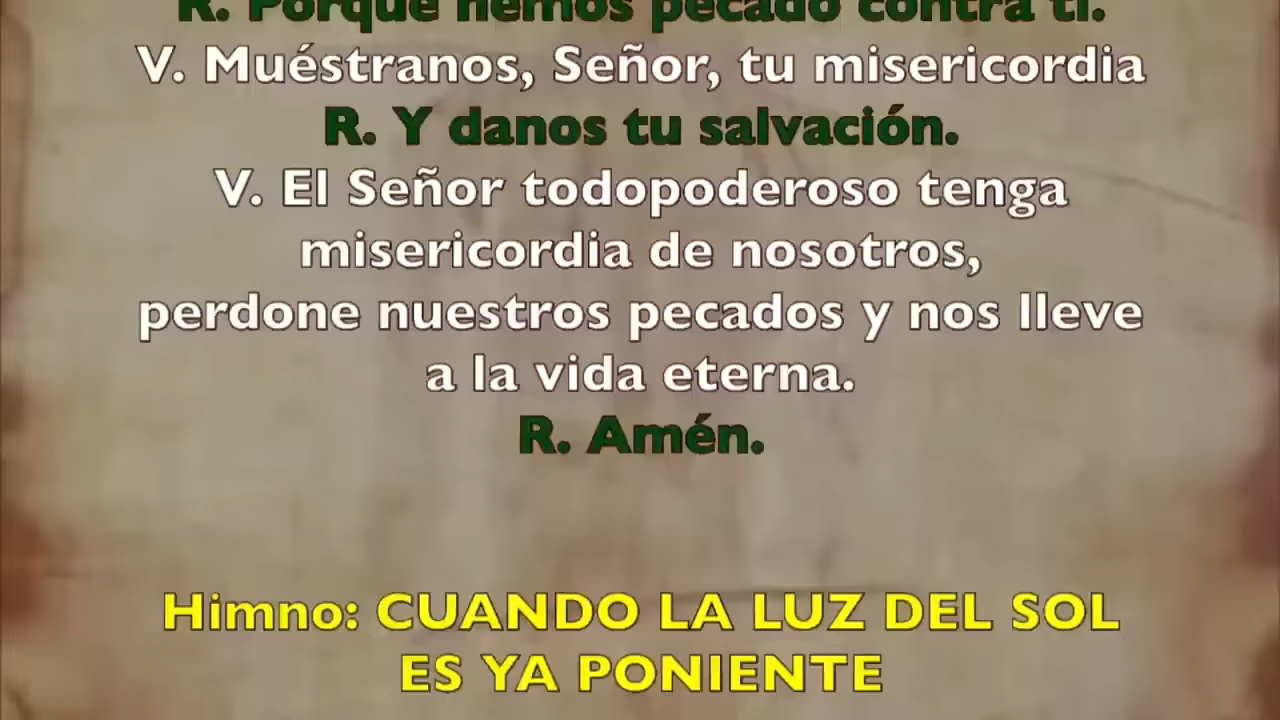 R. Porque hemos pecado contra ti.
V. Muéstranos, Señor, tu misericordia
R. Y danos tu salvación.
V. El Señor todopoderoso tenga
misericordia de nosotros,
perdone nuestros pecados y nos lleve
a la vida eterna.
R. Amén.
Himno: CUANDO LA LUZ DEL SOL
ES YA PONIENTE